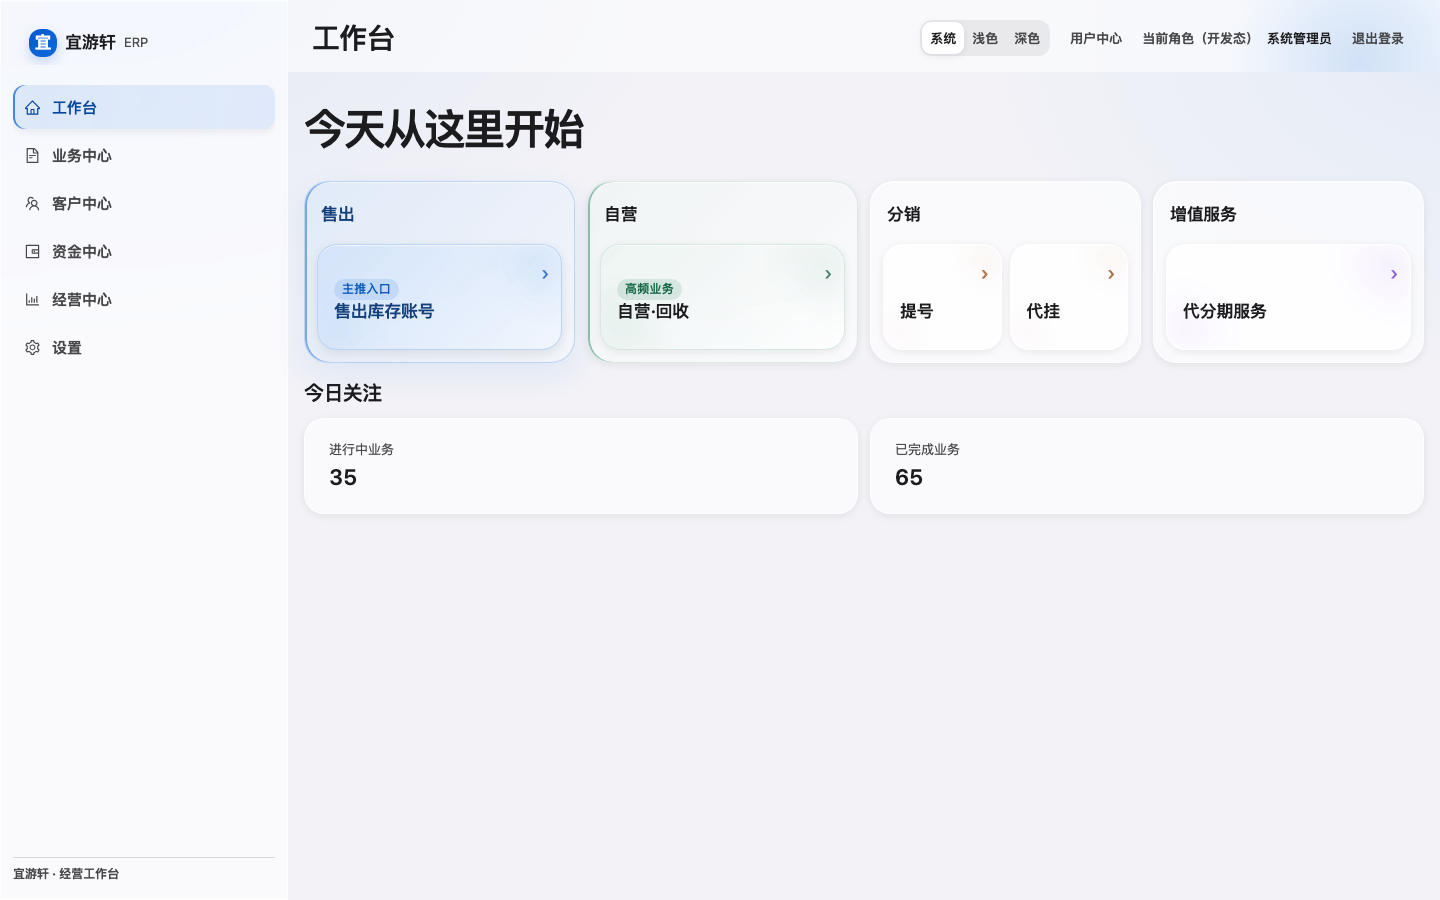 宜 宜游轩 ERP
工作台
业务中心
客户中心
资金中心
经营中心
设置
宜游轩 · 经营工作台
工作台
系统 浅色 深色 用户中心 当前角色（开发态） 系统管理员 退出登录
今天从这里开始
售出
主推入口
售出库存账号
自营
高频业务
自营·回收
分销
提号
代挂
增值服务
代分期服务
今日关注
进行中业务
35
已完成业务
65